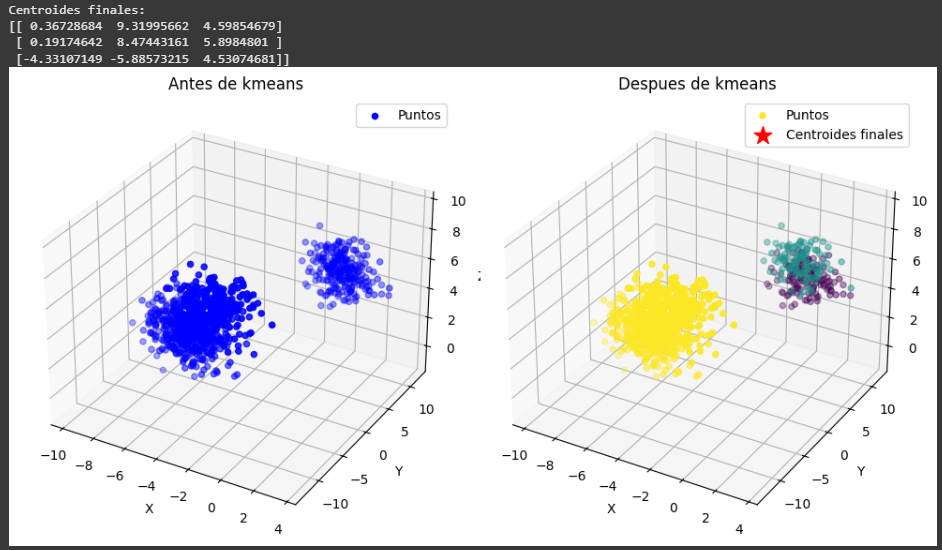 Centroides finales:
[[ 0.36728684  9.31995662  4.59854679]
 [ 0.19174642  8.47443161  5.8984801 ]
 [-4.33107149 -5.88573215  4.53074681]]
Antes de kmeans
Puntos
10
8
6
4
2
0
10
5
0
−5
−10
Y
−10
−8
−6
−4
−2
0
2
4
X
Despues de kmeans
Puntos
Centroides finales
10
8
6
4
2
0
10
5
0
−5
−10
Y
−10
−8
−6
−4
−2
0
2
4
X